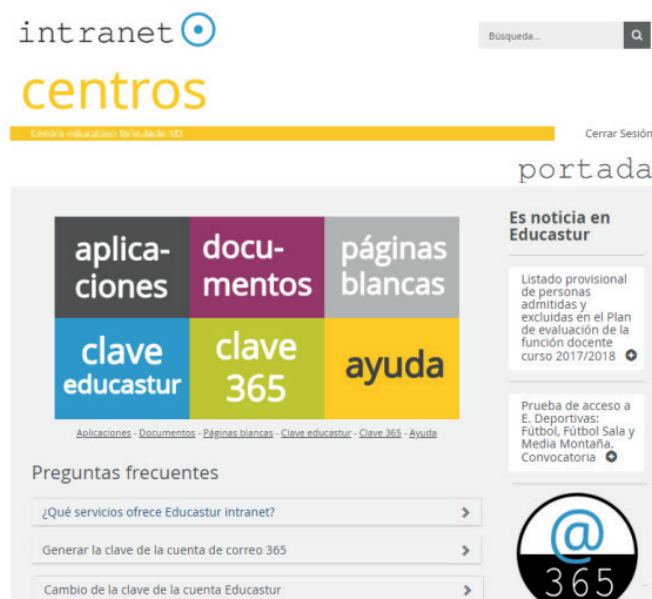 intranet
Búsqueda...
centros
Cerrar Sesión
portada
aplica-
ciones
docu-
mentos
páginas
blancas
clave
educastur
clave
365
ayuda
Aplicaciones - Documentos - Páginas blancas - Clave educastur - Clave 365 - Ayuda
Preguntas frecuentes
¿Qué servicios ofrece Educastur intranet?
Generar la clave de la cuenta de correo 365
Cambio de la clave de la cuenta Educastur
Es noticia en
Educastur
Listado provisional
de personas
admitidas y
excluidas en el Plan
de evaluación de la
función docente
curso 2017/2018
Prueba de acceso a
E. Deportivas:
Fútbol, Fútbol Sala y
Media Montaña.
Convocatoria
@
365